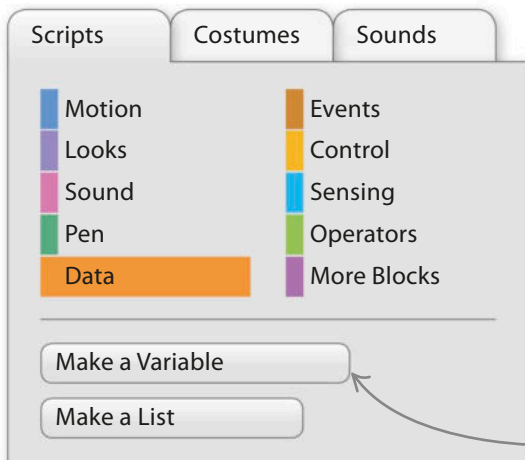 Scripts Costumes Sounds
Motion Events
Looks Control
Sound Sensing
Pen Operators
Data More Blocks
Make a Variable
Make a List